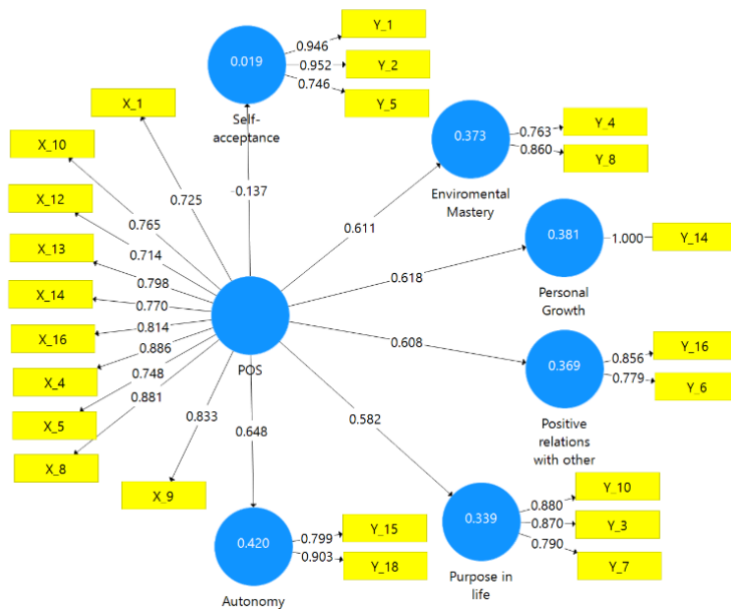 Y_1
0.946
0.019
0.952
Y_2
0.746
Y_5
Self-
acceptance
X_1
X_10
X_12
X_13
X_14
X_16
X_4
X_5
X_8
X_9
0.725
0.765
0.714
0.798
0.770
0.814
0.886
0.748
0.881
0.833
-0.137
POS
0.611
0.373
0.763
Y_4
0.860
Y_8
Enviromental
Mastery
0.618
0.381
1.000
Y_14
Personal
Growth
0.608
0.369
0.856
Y_16
0.779
Y_6
Positive
relations
with other
0.582
0.339
0.880
Y_10
0.870
Y_3
0.790
Y_7
Purpose in
life
0.648
0.420
0.799
Y_15
0.903
Y_18
Autonomy